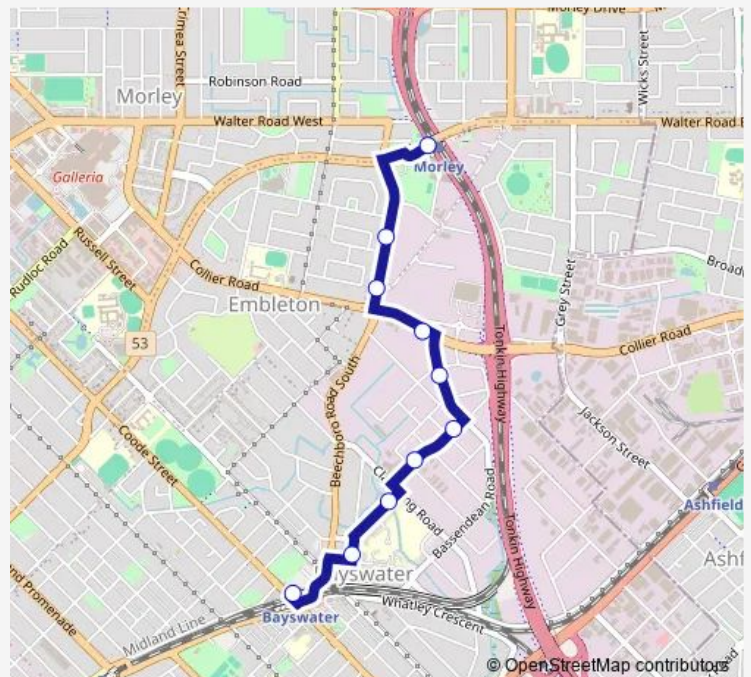 Morley Drive
Crimea Street
Robinson Road
Wicks Street
Morley
Walter Road West
Walter Road E
Morley
Galleria
Russell Street
Rudloc Road
Collier Road
Grey Street
Broad
Embleton
53
Tonkin Highway
Collier Road
Beechboro Road South
Jackson Street
Coode Street
Ashfield
Road
Bassendean Road
Tonkin Highway
Ashf
Bayswater
nd Promenade
Whatley Crescent
Bayswater
Midland Line
© OpenStreetMap contributors